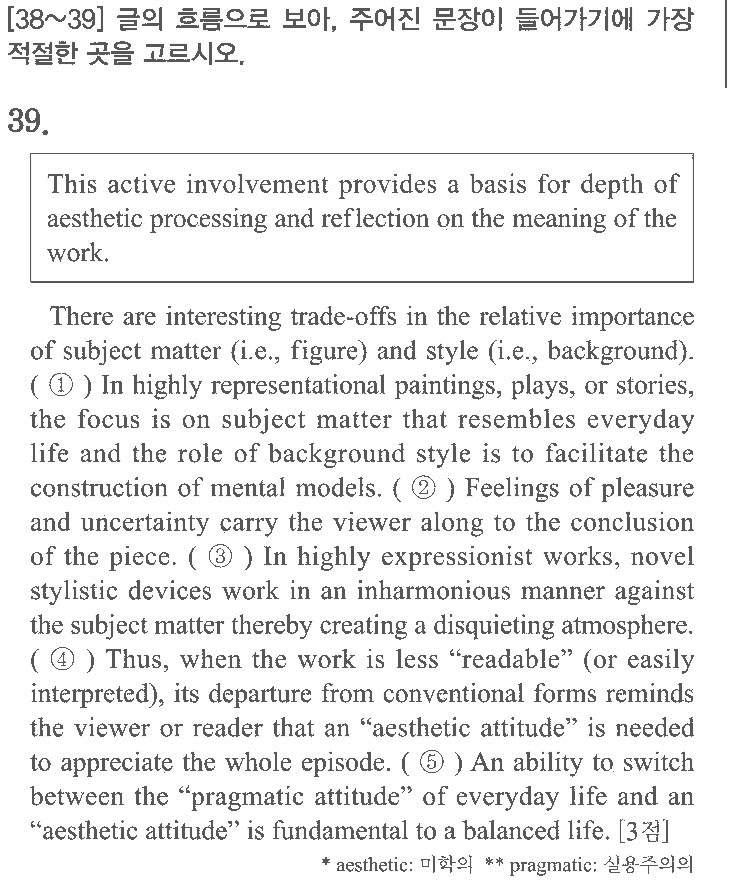 [38~39] 글의 흐름으로 보아, 주어진 문장이 들어가기에 가장
적절한 곳을 고르시오.
39.
This active involvement provides a basis for depth of
aesthetic processing and reflection on the meaning of the
work.
There are interesting trade-offs in the relative importance
of subject matter (i.e., figure) and style (i.e., background).
( ① ) In highly representational paintings, plays, or stories,
the focus is on subject matter that resembles everyday
life and the role of background style is to facilitate the
construction of mental models. ( ② ) Feelings of pleasure
and uncertainty carry the viewer along to the conclusion
of the piece. ( ③ ) In highly expressionist works, novel
stylistic devices work in an inharmonious manner against
the subject matter thereby creating a disquieting atmosphere.
( ④ ) Thus, when the work is less “readable” (or easily
interpreted), its departure from conventional forms reminds
the viewer or reader that an “aesthetic attitude” is needed
to appreciate the whole episode. ( ⑤ ) An ability to switch
between the “pragmatic attitude” of everyday life and an
“aesthetic attitude” is fundamental to a balanced life. [3점]
* aesthetic: 미학의 ** pragmatic: 실용주의의